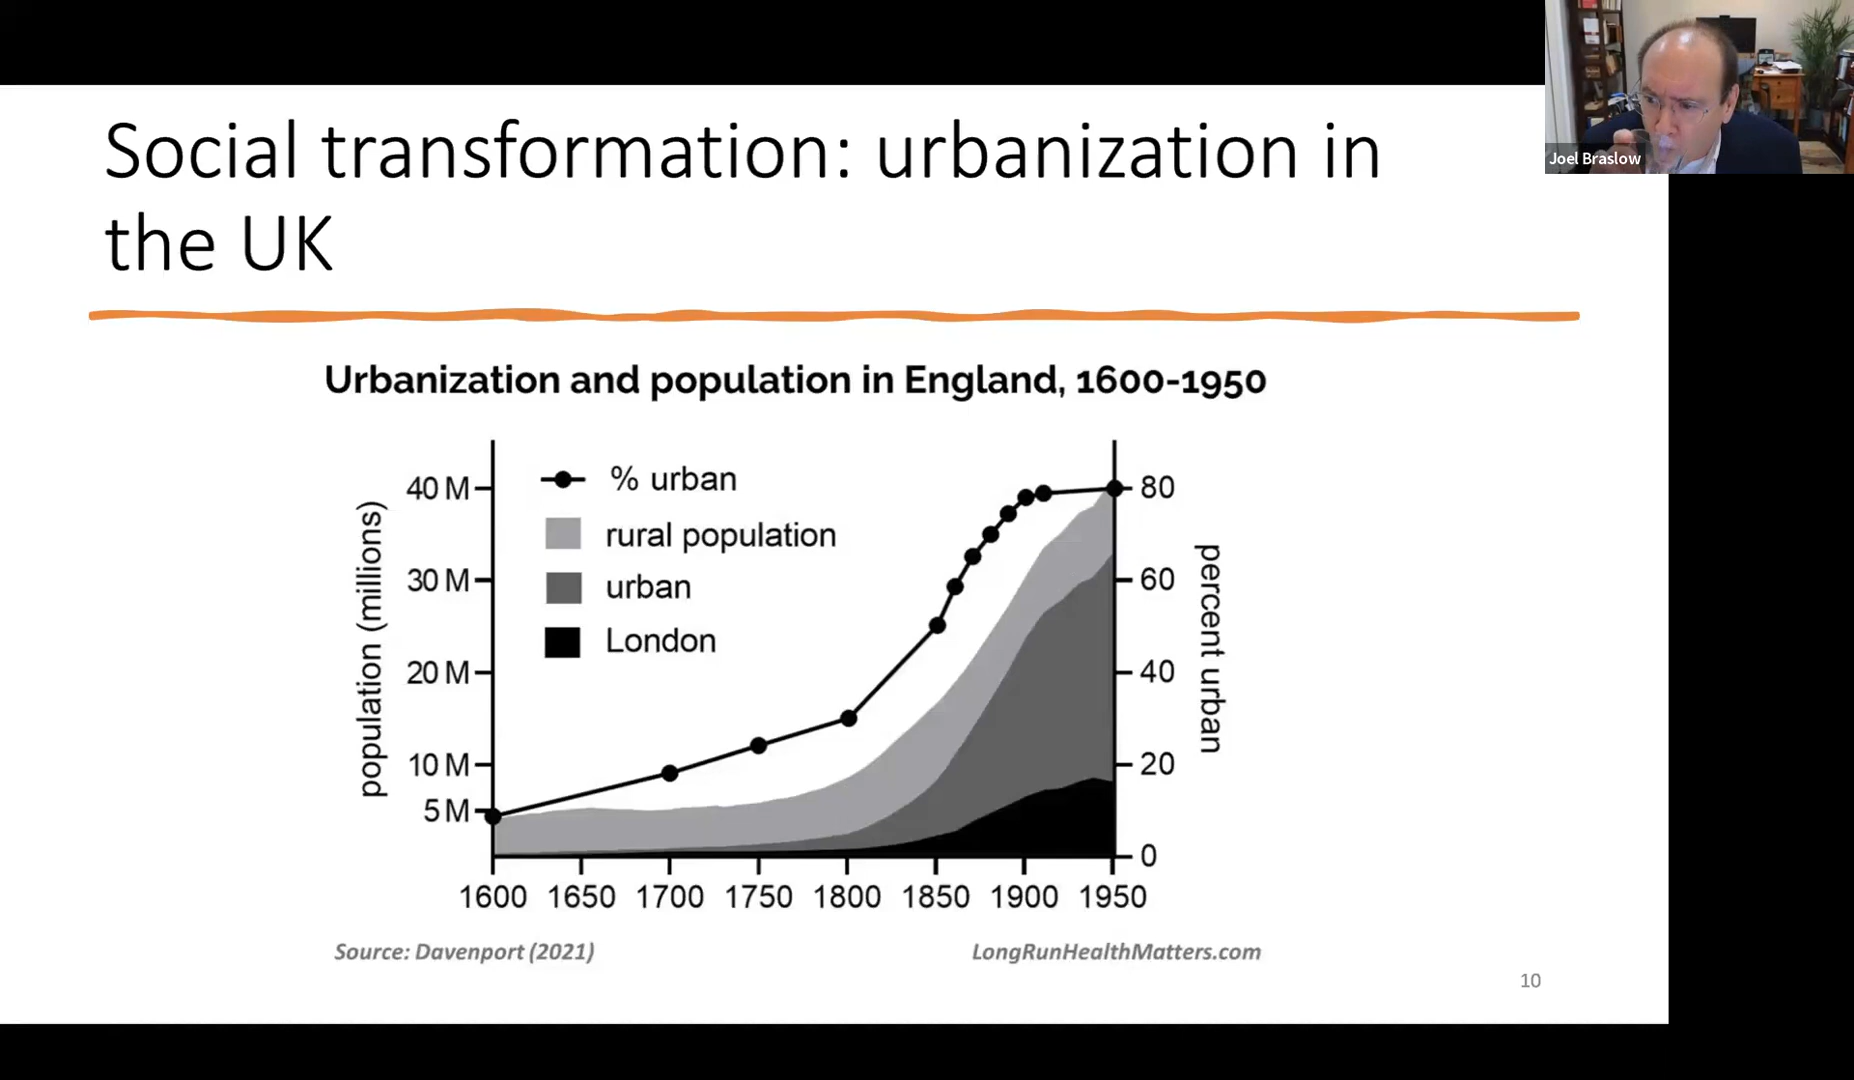 Joel Braslow
Social transformation: urbanization in
the UK
Urbanization and population in England, 1600-1950
% urban
rural population
urban
London
population (millions)
40 M
30 M
20 M
10 M
5 M
80
60
40
20
0
percent urban
1600 1650 1700 1750 1800 1850 1900 1950
Source: Davenport (2021)
LongRunHealthMatters.com
10